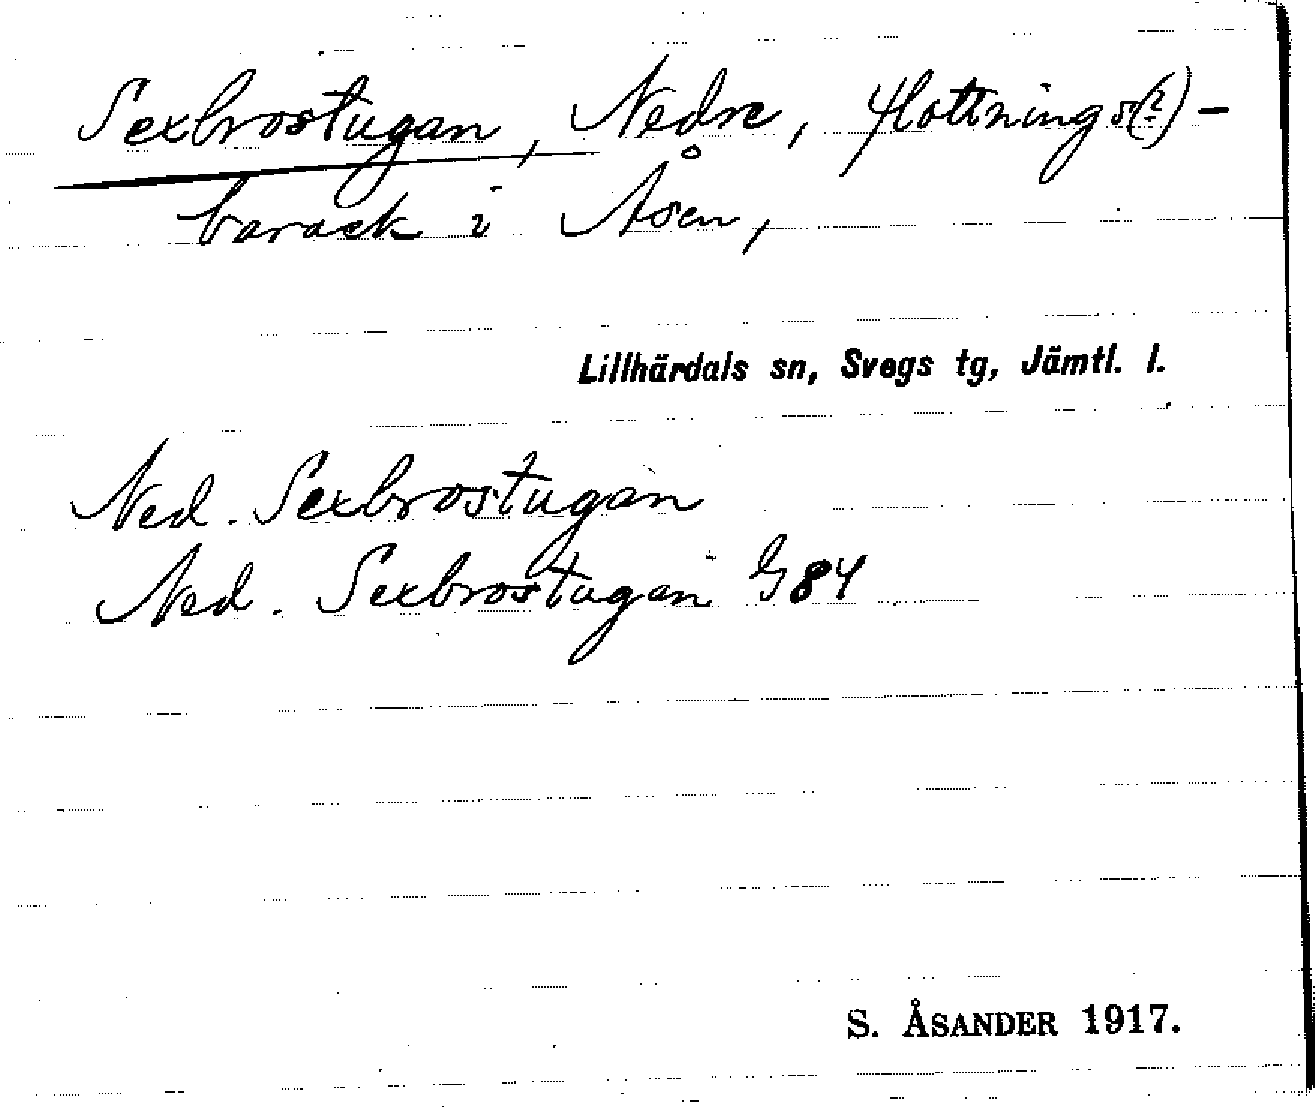 Sexbrostugan, Nedre, flottnings(?)-
barack i Åsen,
Lillhärdals sn, Svegs tg, Jämtl. l.
Ned. Sexbrostugan
Ned. Sexbrostugan G84
S. ÅSANDER 1917.